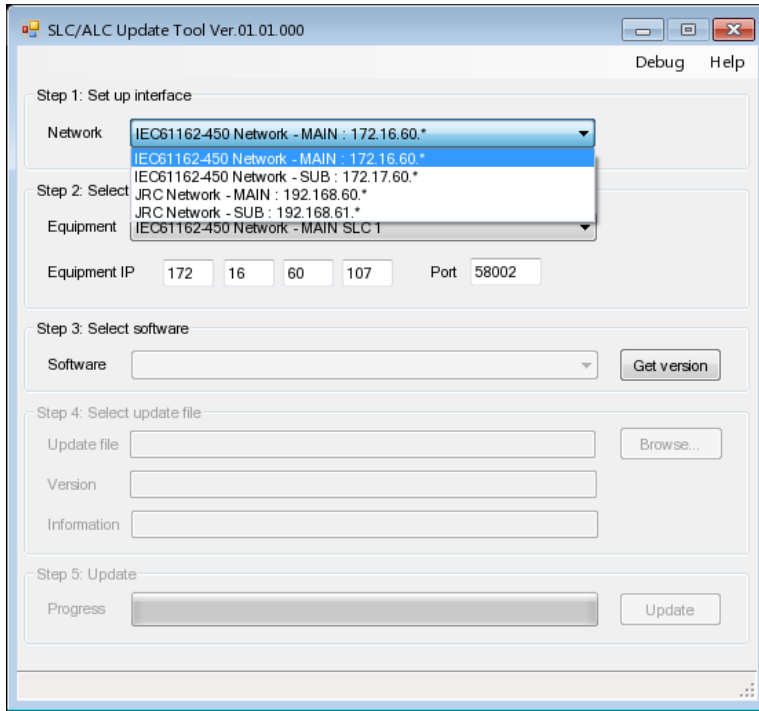 SLC/ALC Update Tool Ver.01.01.000
Debug Help
Step 1: Set up interface
Network IEC61162-450 Network - MAIN : 172.16.60.*
IEC61162-450 Network - MAIN : 172.16.60.*
IEC61162-450 Network - SUB : 172.17.60.*
JRC Network - MAIN : 192.168.60.*
JRC Network - SUB : 192.168.61.*
Step 2: Select
Equipment IEC61162-450 Network - MAIN SLC 1
Equipment IP 172 16 60 107 Port 58002
Step 3: Select software
Software Get version
Step 4: Select update file
Update file Browse...
Version
Information
Step 5: Update
Progress Update